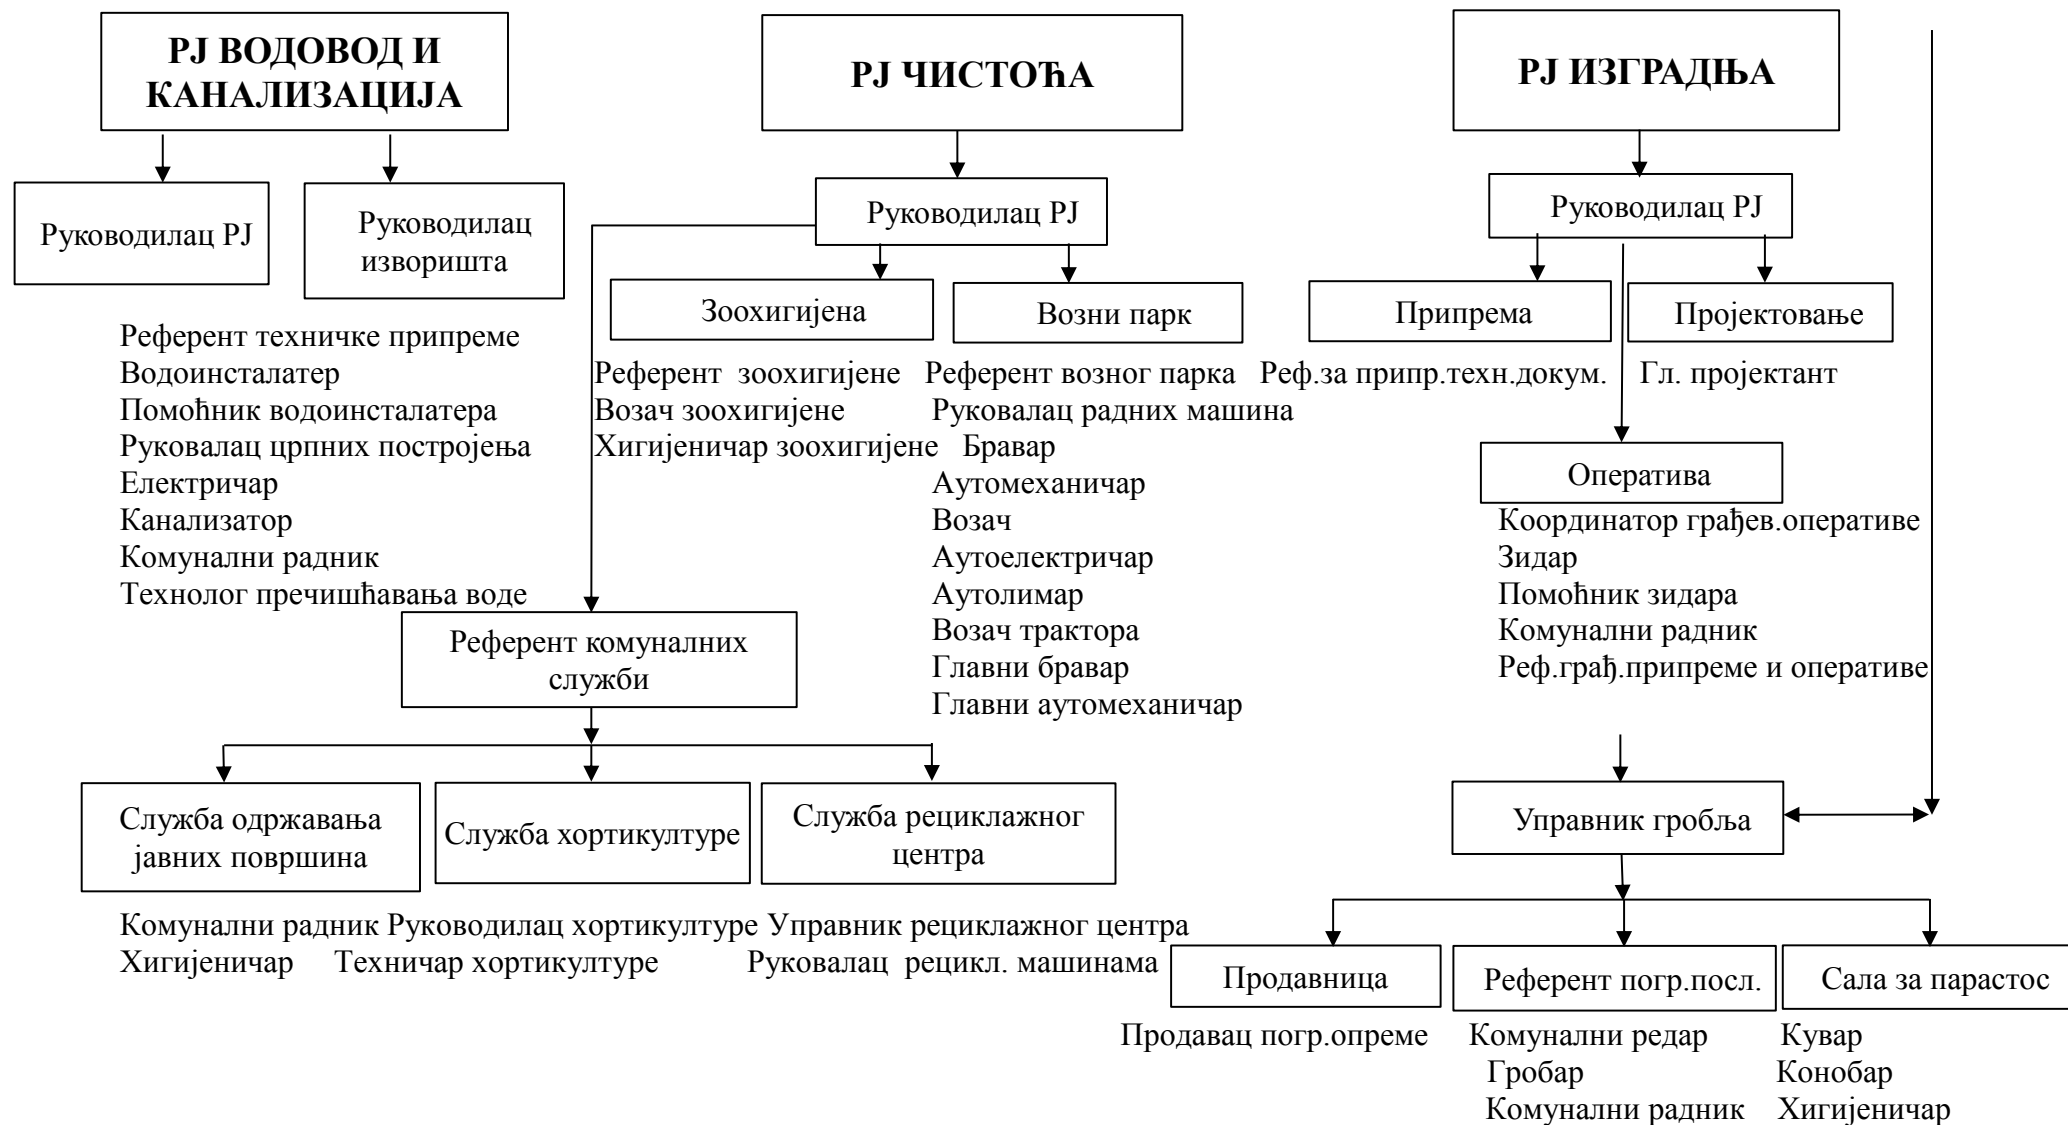 РЈ ВОДОВОД И
КАНАЛИЗАЦИЈА
РЈ ЧИСТОЋА
РЈ ИЗГРАДЊА
Руководилац РЈ
Руководилац
изворишта
Руководилац РЈ
Руководилац РЈ
Зоохигијена
Возни парк
Припрема
Пројектовање
Референт техничке припреме
Водоинсталатер
Помоћник водоинсталатера
Руковалац црпних постројења
Електричар
Канализатор
Комунални радник
Технолог пречишћавања воде
Референт зоохигијене
Возач зоохигијене
Хигијеничар зоохигијене
Референт возног парка
Руковалац радних машина
Бравар
Аутомеханичар
Возач
Аутоелектричар
Аутолимар
Возач трактора
Главни бравар
Главни аутомеханичар
Реф.за припр.техн.докум.
Гл. пројектант
Оператива
Координатор грађев.оперативе
Зидар
Помоћник зидара
Комунални радник
Реф.грађ.припреме и оперативе
Референт комуналних
служби
Служба одржавања
јавних површина
Служба хортикултуре
Служба рециклажног
центра
Комунални радник
Хигијеничар
Руководилац хортикултуре
Техничар хортикултуре
Управник рециклажног центра
Руковалац рецикл. машинама
Управник гробља
Продавница
Референт погр.посл.
Сала за парастос
Продавац погр.опреме
Комунални редар
Гробар
Комунални радник
Кувар
Конобар
Хигијеничар